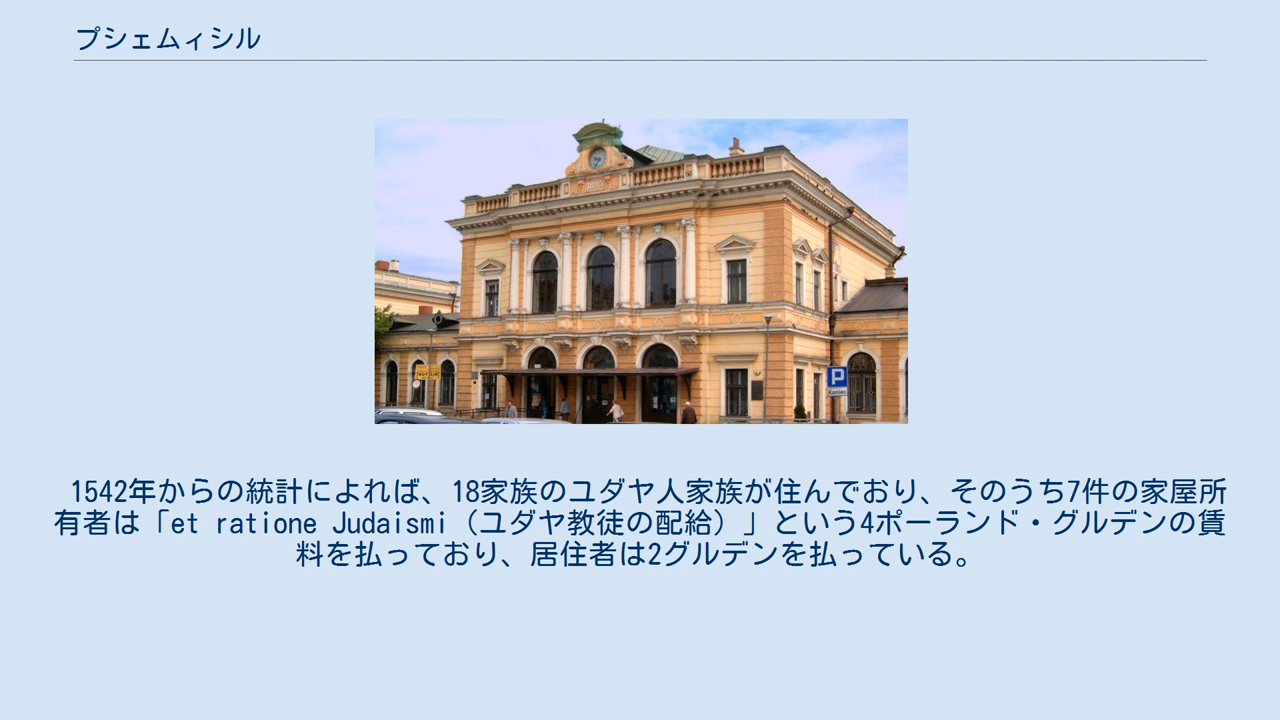 プシェムィシル
1895
HOTEL
P
Koniec
1542年からの統計によれば、18家族のユダヤ人家族が住んでおり、そのうち7件の家屋所
有者は「et ratione Judaismi（ユダヤ教徒の配給）」という4ポーランド・グルデンの賃
料を払っており、居住者は2グルデンを払っている。